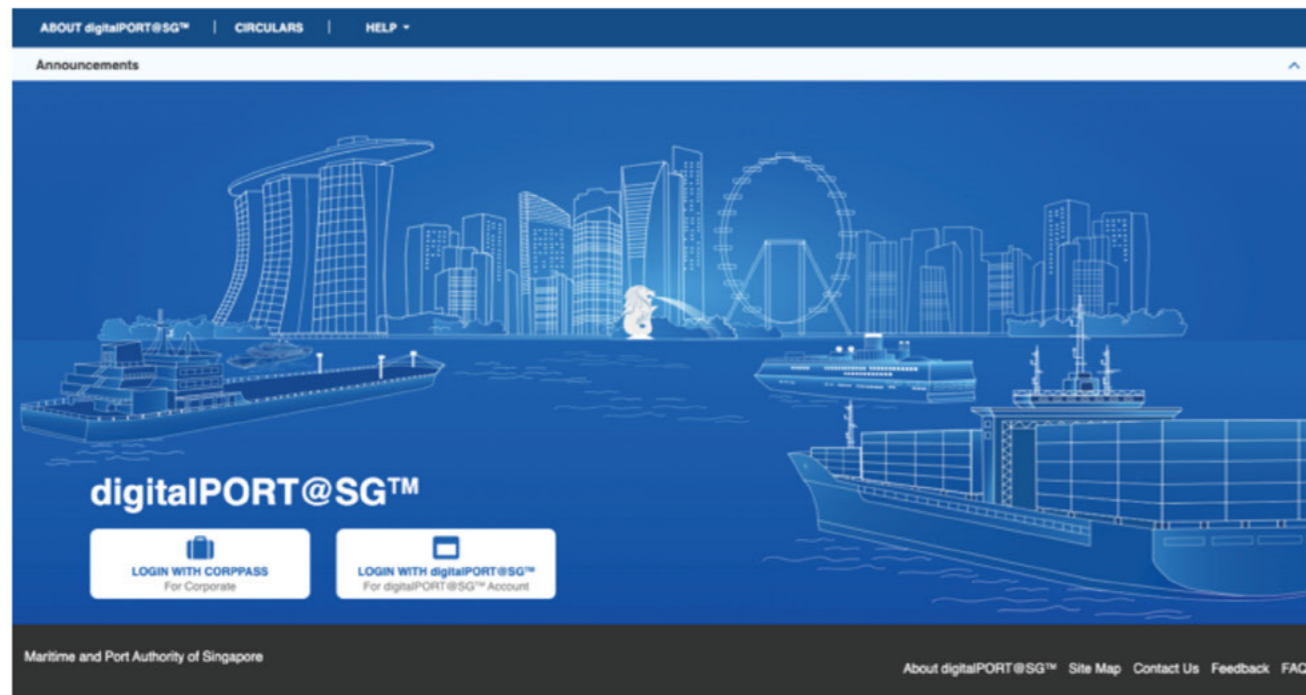 ABOUT digitalPORT@SG™ | CIRCULARS | HELP
Announcements
digitalPORT@SG™
LOGIN WITH CORPPASS
For Corporate
LOGIN WITH digitalPORT@SG™
For digitalPORT@SG™ Account
Maritime and Port Authority of Singapore
About digitalPORT@SG™ Site Map Contact Us Feedback FAQ